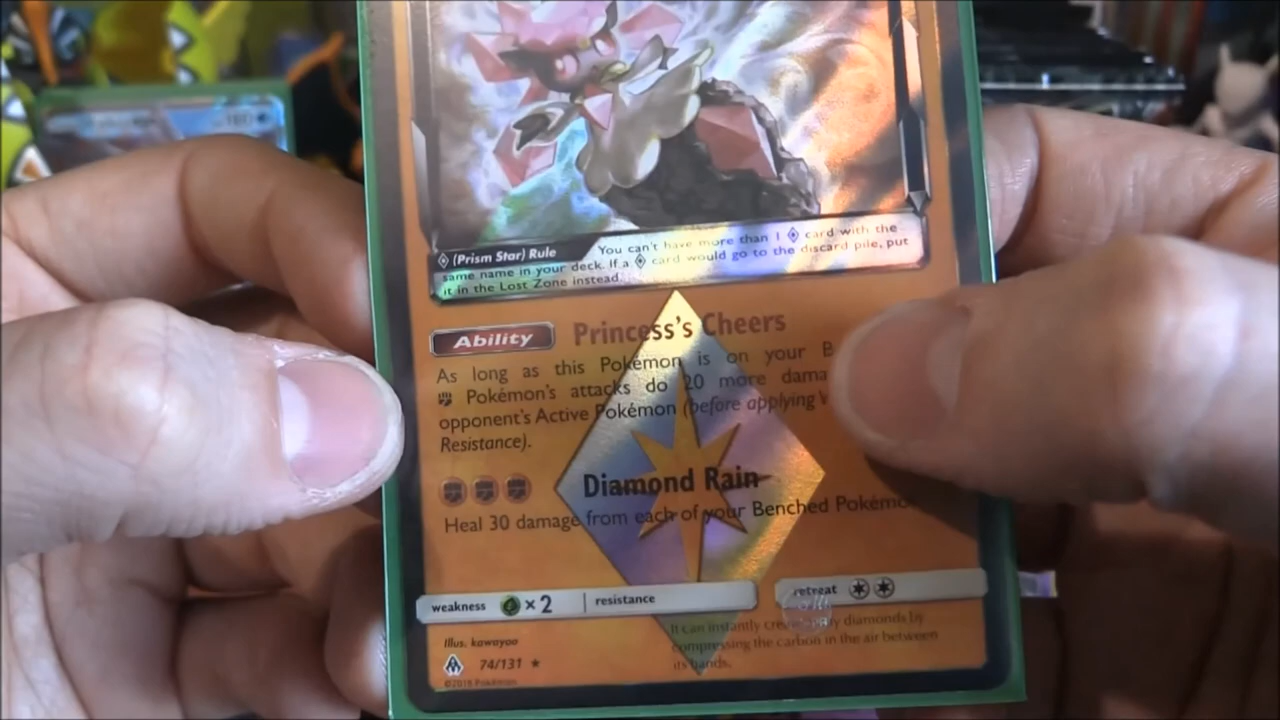 (Prism Star) Rule
You can't have more than 1 card with the
same name in your deck. If a card would go to the discard pile, put
it in the Lost Zone instead.
Ability Princess's Cheers
As long as this Pokémon is on your
Pokémon's attacks do 20 more
opponent's Active Pokémon (before applying
Resistance).
Diamond Rain
Heal 30 damage from each of your Benched
weakness ×2 resistance retreat
Illus. kawayoo
It can instantly create many diamonds by
compressing the carbon in the air between
its hands.
74/131
©2018 Pokémon